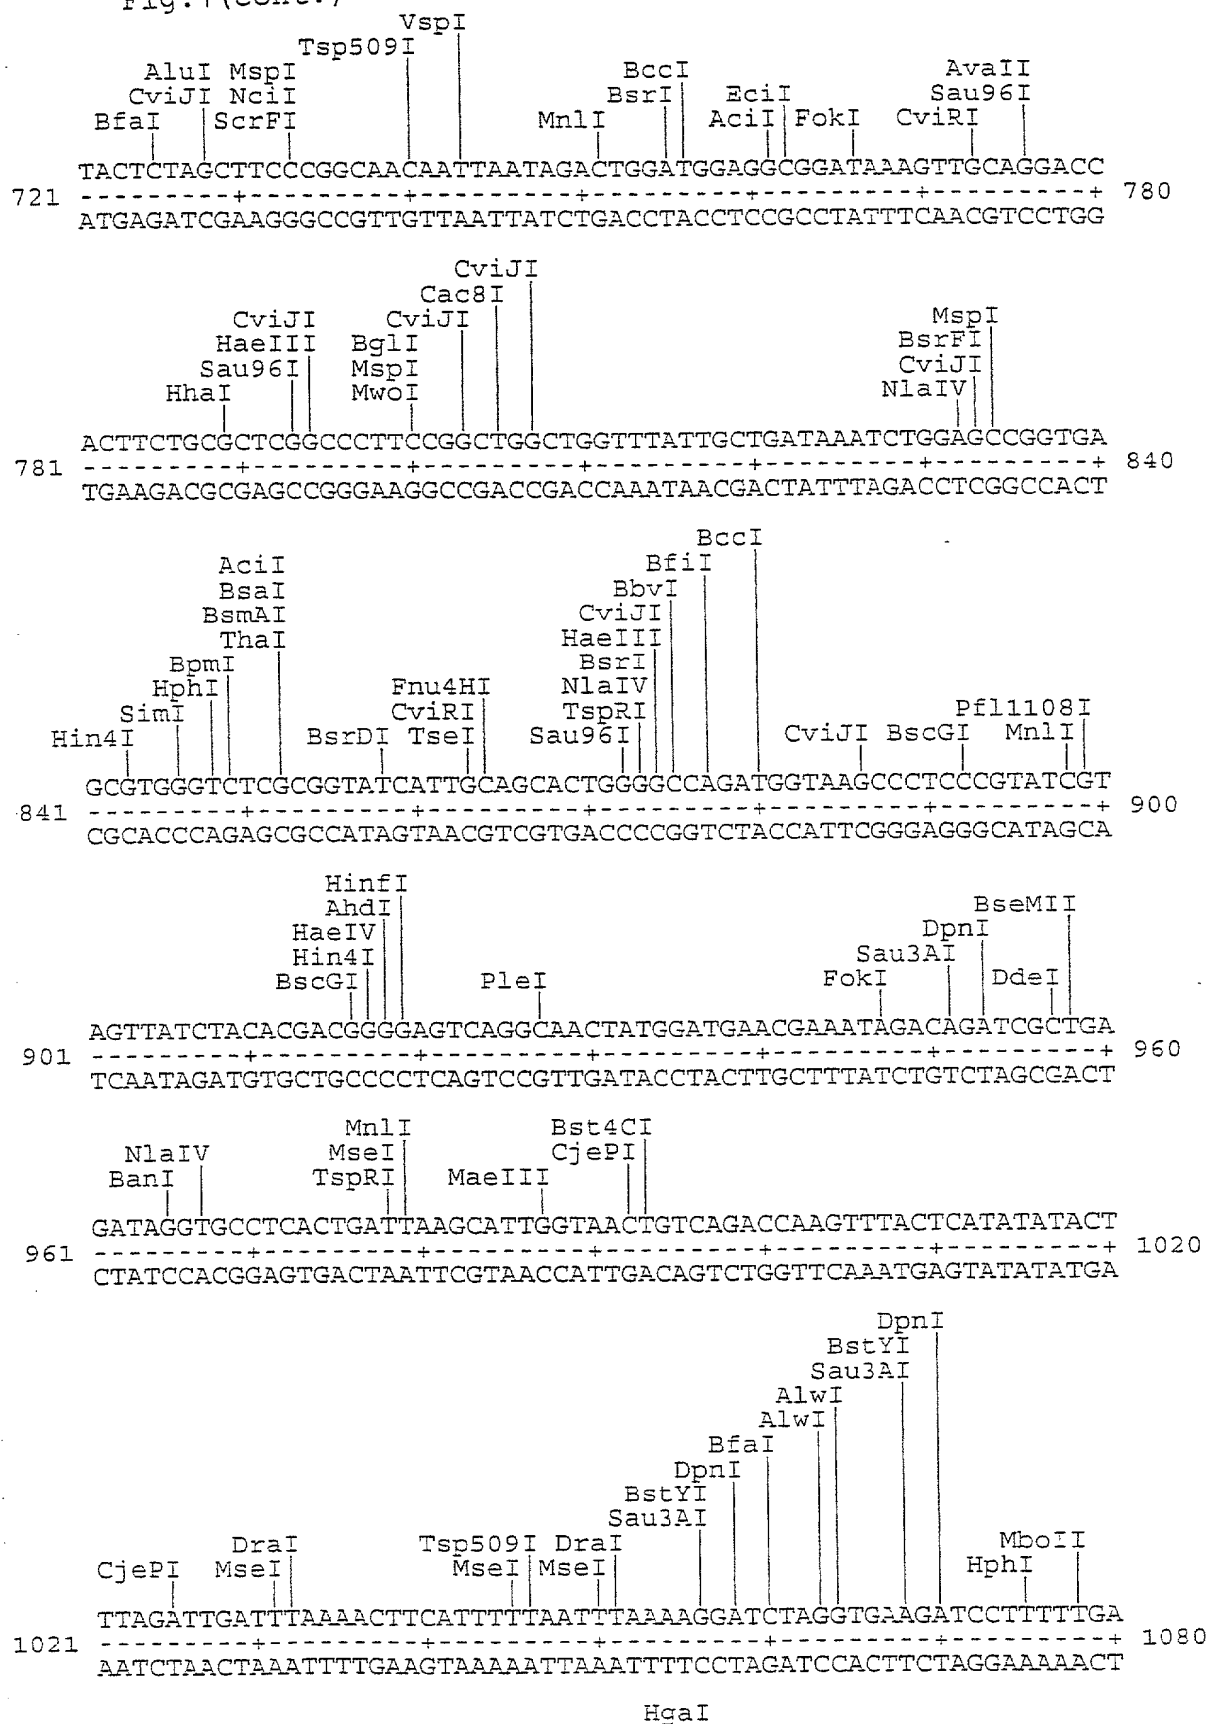 Fig.1(cont.)
VspI
Tsp509I
AluI MspI BccI AvaII
CviJI NciI BsrI EciI Sau96I
BfaI ScrFI MnlI AciI FokI CviRI
TACTCTAGCTTCCCGGCAACAATTAATAGACTGGATGGAGGCGGATAAAGTTGCAGGACC
721 ---------+---------+---------+---------+---------+---------+ 780
ATGAGATCGAAGGGCCGTTGTTAATTATCTGACCTACCTCCGCCTATTTCAACGTCCTGG
CviJI
Cac8I
CviJI CviJI MspI
HaeIII BglI BsrFI
Sau96I MspI CviJI
HhaI MwoI NlaIV
ACTTCTGCGCTCGGCCCTTCCGGCTGGCTGGTTTATTGCTGATAAATCTGGAGCCGGTGA
781 ---------+---------+---------+---------+---------+---------+ 840
TGAAGACGCGAGCCGGGAAGGCCGACCGACCAAATAACGACTATTTAGACCTCGGCCACT
BccI
AciI BfiI
BsaI BbvI
BsmAI CviJI
ThaI HaeIII
BpmI BsrI
HphI Fnu4HI NlaIV
SimI CviRI TspRI Pfl1108I
Hin4I BsrDI TseI Sau96I CviJI BscGI MnlI
GCGTGGGTCTCGCGGTATCATTGCAGCACTGGGGCCAGATGGTAAGCCCTCCCGTATCGT
841 ---------+---------+---------+---------+---------+---------+ 900
CGCACCCAGAGCGCCATAGTAACGTCGTGACCCCGGTCTACCATTCGGGAGGGCATAGCA
HinfI
AhdI BseMII
HaeIV DpnI
Hin4I Sau3AI
BscGI PleI FokI DdeI
AGTTATCTACACGACGGGGAGTCAGGCAACTATGGATGAACGAAATAGACAGATCGCTGA
901 ---------+---------+---------+---------+---------+---------+ 960
TCAATAGATGTGCTGCCCCTCAGTCCGTTGATACCTACTTGCTTTATCTGTCTAGCGACT
MnlI Bst4CI
NlaIV MseI CjePI
BanI TspRI MaeIII
GATAGGTGCCTCACTGATTAAGCATTGGTAACTGTCAGACCAAGTTTACTCATATATACT
961 ---------+---------+---------+---------+---------+---------+ 1020
CTATCCACGGAGTGACTAATTCGTAACCATTGACAGTCTGGTTCAAATGAGTATATATGA
DpnI
BstYI
Sau3AI
AlwI
AlwI
BfaI
DpnI
BstYI
Sau3AI
DraI Tsp509I DraI MboII
CjePI MseI MseI MseI HphI
TTAGATTGATTTAAAACTTCATTTTTAATTTAAAAGGATCTAGGTGAAGATCCTTTTTGA
1021 ---------+---------+---------+---------+---------+---------+ 1080
AATCTAACTAAATTTTGAAGTAAAAATTAAATTTTCCTAGATCCACTTCTAGGAAAAACT
HgaI